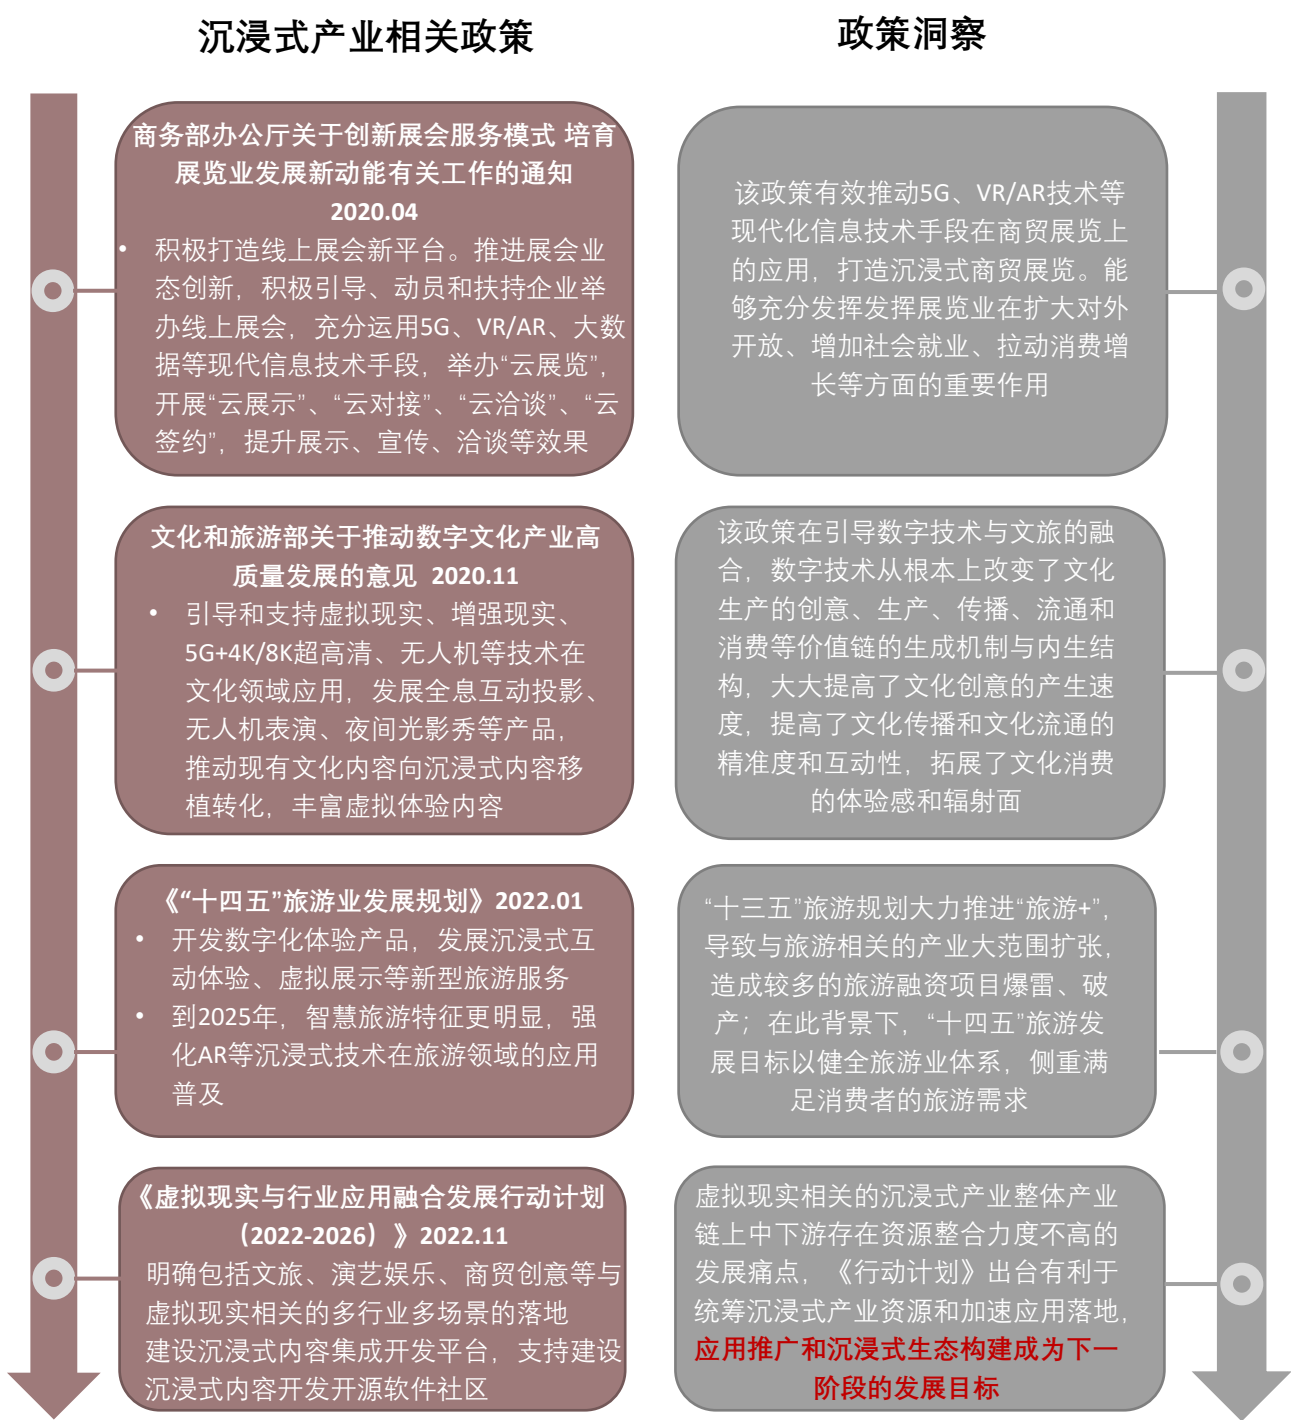 沉浸式产业相关政策
政策洞察
商务部办公厅关于创新展会服务模式 培育
展览业发展新动能有关工作的通知
2020.04
• 积极打造线上展会新平台。推进展会业
态创新，积极引导、动员和扶持企业举
办线上展会，充分运用5G、VR/AR、大数
据等现代信息技术手段，举办“云展览”，
开展“云展示”、“云对接”、“云洽谈”、“云
签约”，提升展示、宣传、洽谈等效果
该政策有效推动5G、VR/AR技术等
现代化信息技术手段在商贸展览上
的应用，打造沉浸式商贸展览。能
够充分发挥发挥展览业在扩大对外
开放、增加社会就业、拉动消费增
长等方面的重要作用
文化和旅游部关于推动数字文化产业高
质量发展的意见 2020.11
• 引导和支持虚拟现实、增强现实、
5G+4K/8K超高清、无人机等技术在
文化领域应用，发展全息互动投影、
无人机表演、夜间光影秀等产品，
推动现有文化内容向沉浸式内容移
植转化，丰富虚拟体验内容
该政策在引导数字技术与文旅的融
合，数字技术从根本上改变了文化
生产的创意、生产、传播、流通和
消费等价值链的生成机制与内生结
构，大大提高了文化创意的产生速
度，提高了文化传播和文化流通的
精准度和互动性，拓展了文化消费
的体验感和辐射面
《“十四五”旅游业发展规划》2022.01
• 开发数字化体验产品，发展沉浸式互
动体验、虚拟展示等新型旅游服务
• 到2025年，智慧旅游特征更明显，强
化AR等沉浸式技术在旅游领域的应用
普及
“十三五”旅游规划大力推进“旅游+”，
导致与旅游相关的产业大范围扩张，
造成较多的旅游融资项目爆雷、破
产；在此背景下，“十四五”旅游发
展目标以健全旅游业体系，侧重满
足消费者的旅游需求
《虚拟现实与行业应用融合发展行动计划
（2022-2026）》2022.11
明确包括文旅、演艺娱乐、商贸创意等与
虚拟现实相关的多行业多场景的落地
建设沉浸式内容集成开发平台，支持建设
沉浸式内容开发开源软件社区
虚拟现实相关的沉浸式产业整体产业
链上中下游存在资源整合力度不高的
发展痛点，《行动计划》出台有利于
统筹沉浸式产业资源和加速应用落地，
应用推广和沉浸式生态构建成为下一
阶段的发展目标